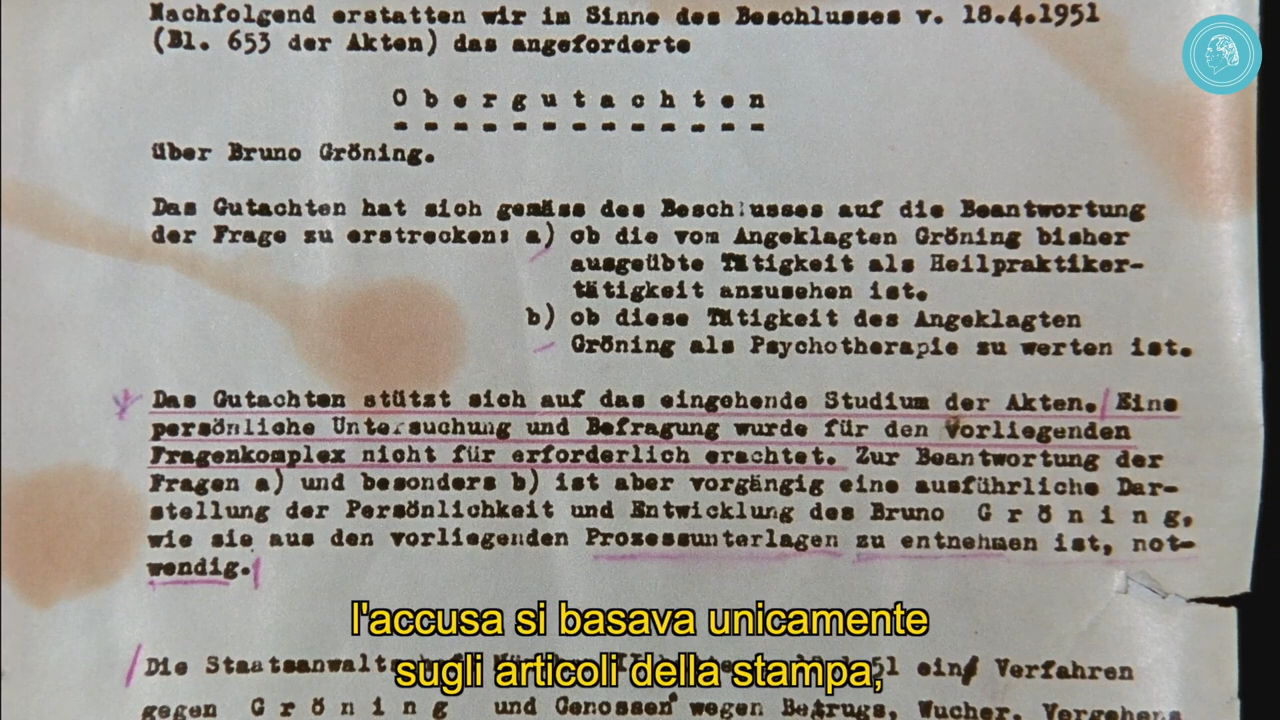 Nachfolgend erstatten wir im Sinne des Beschlusses v. 18.4.1951
(Bl. 653 der Akten) das angeforderte
O b e r g u t a c h t e n
über Bruno Gröning.
Das Gutachten hat sich gemäss des Beschlusses auf die Beantwortung
der Frage zu erstrecken: a) ob die vom Angeklagten Gröning bisher
ausgeübte Tätigkeit als Heilpraktiker-
tätigkeit anzusehen ist.
b) ob diese Tätigkeit des Angeklagten
Gröning als Psychotherapie zu werten ist.
Das Gutachten stützt sich auf das eingehende Studium der Akten. Eine
persönliche Untersuchung und Befragung wurde für den Vorliegenden
Fragenkomplex nicht für erforderlich erachtet. Zur Beantwortung der
Fragen a) und besonders b) ist aber vorgängig eine ausführliche Dar-
stellung der Persönlichkeit und Entwicklung des Bruno G r ö n i n g,
wie sie aus den vorliegenden Prozessunterlagen zu entnehmen ist, not-
wendig.
l'accusa si basava unicamente
sugli articoli della stampa,
Die 51 ein Verfahren
gegen G r ö n i n g und Genossen wegen Betrugs, Wucher, Vergehens